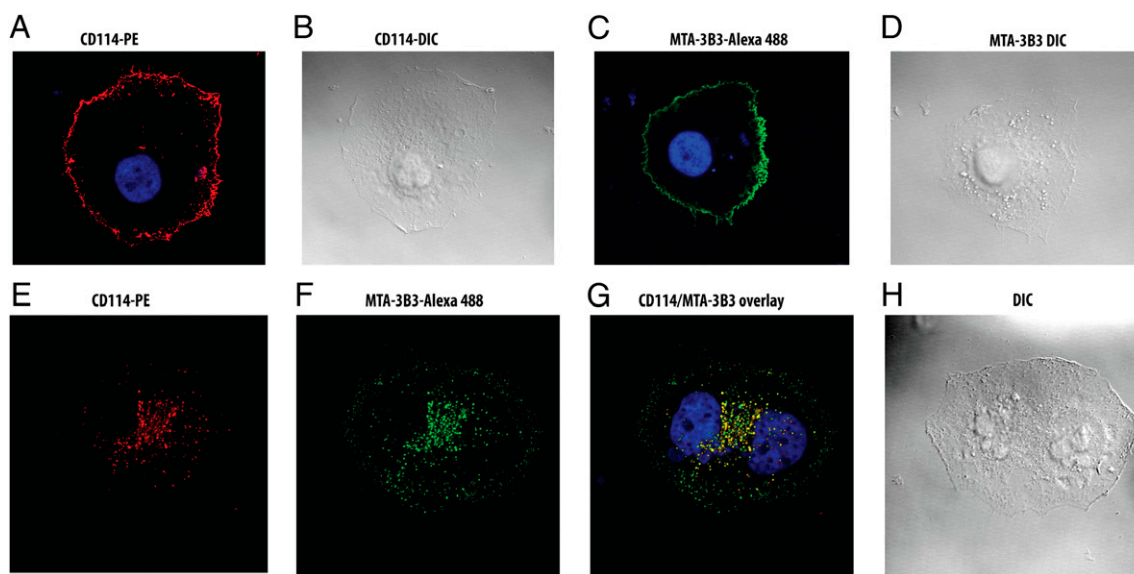 A
CD114-PE
B
CD114-DIC
C
MTA-3B3-Alexa 488
D
MTA-3B3 DIC
E
CD114-PE
F
MTA-3B3-Alexa 488
G
CD114/MTA-3B3 overlay
H
DIC